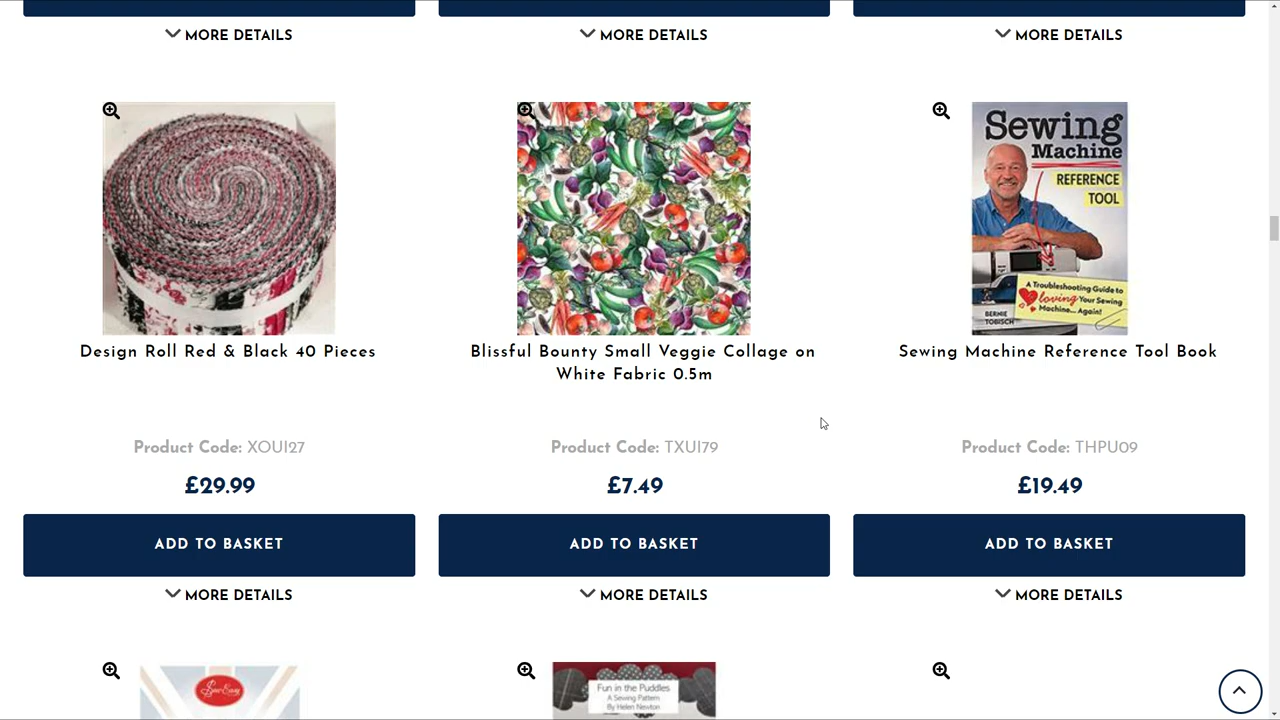 MORE DETAILS
MORE DETAILS
MORE DETAILS
Sewing
Machine
REFERENCE
TOOL
A Troubleshooting Guide to
loving Your Sewing
Machine... Again!
BERNIE
TOBISCH
Design Roll Red & Black 40 Pieces
Blissful Bounty Small Veggie Collage on
White Fabric 0.5m
Sewing Machine Reference Tool Book
Product Code: XOUI27
Product Code: TXUI79
Product Code: THPU09
£29.99
£7.49
£19.49
ADD TO BASKET
ADD TO BASKET
ADD TO BASKET
MORE DETAILS
MORE DETAILS
MORE DETAILS
Sew Easy
Fun in the Puddles
A Sewing Pattern
By Helen Newton